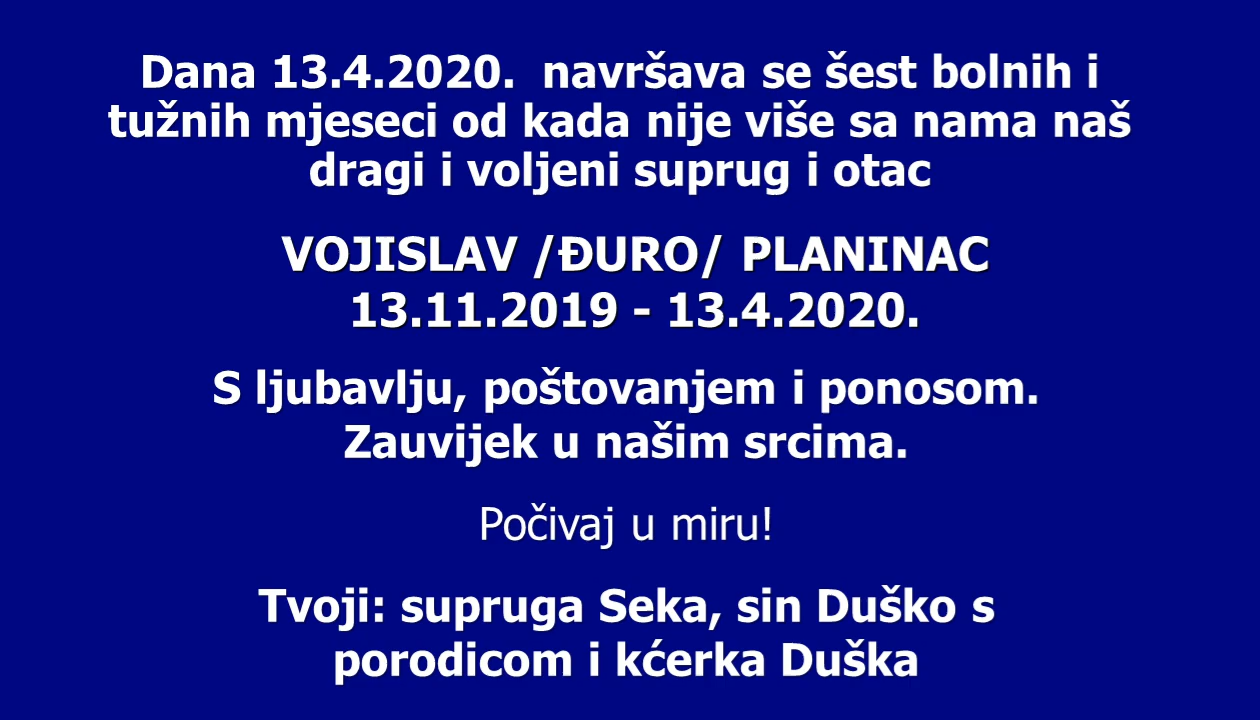 Dana 13.4.2020.  navršava se šest bolnih i
tužnih mjeseci od kada nije više sa nama naš
dragi i voljeni suprug i otac
VOJISLAV /ĐURO/ PLANINAC
13.11.2019 - 13.4.2020.
S ljubavlju, poštovanjem i ponosom.
Zauvijek u našim srcima.
Počivaj u miru!
Tvoji: supruga Seka, sin Duško s
porodicom i kćerka Duška